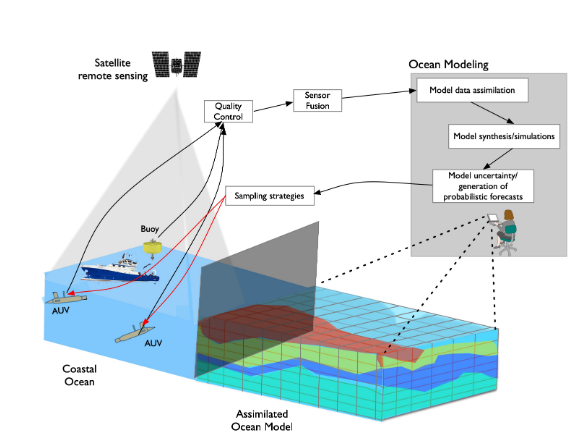 Satellite
remote sensing
Ocean Modeling
Quality
Control
Sensor
Fusion
Model data assimilation
Model synthesis/simulations
Model uncertainty/
generation of
probabilistic forecasts
Sampling strategies
Buoy
AUV
AUV
Coastal
Ocean
Assimilated
Ocean Model